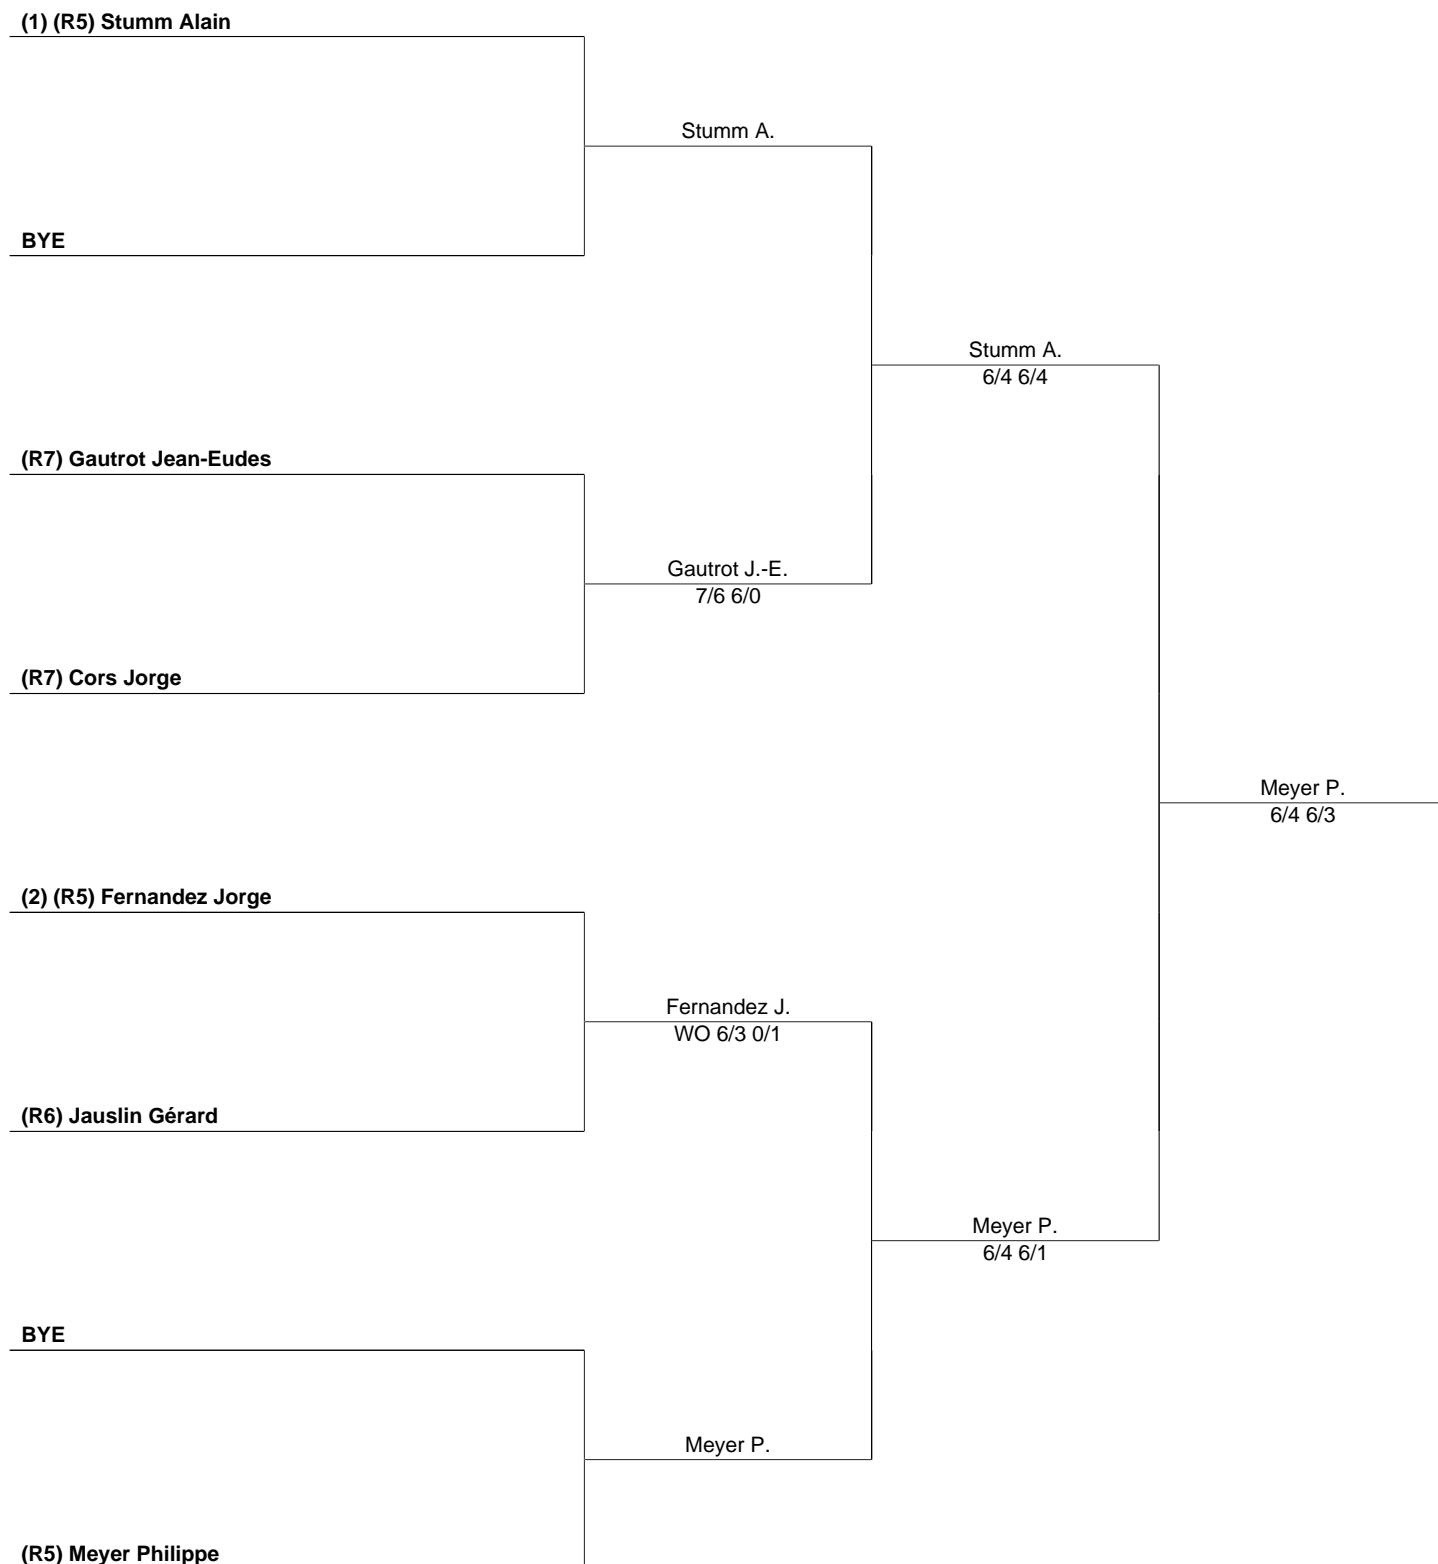 (1) (R5) Stumm Alain
Stumm A.
BYE
Stumm A.
6/4 6/4
(R7) Gautrot Jean-Eudes
Gautrot J.-E.
7/6 6/0
(R7) Cors Jorge
Meyer P.
6/4 6/3
(2) (R5) Fernandez Jorge
Fernandez J.
WO 6/3 0/1
(R6) Jauslin Gérard
Meyer P.
6/4 6/1
BYE
Meyer P.
(R5) Meyer Philippe